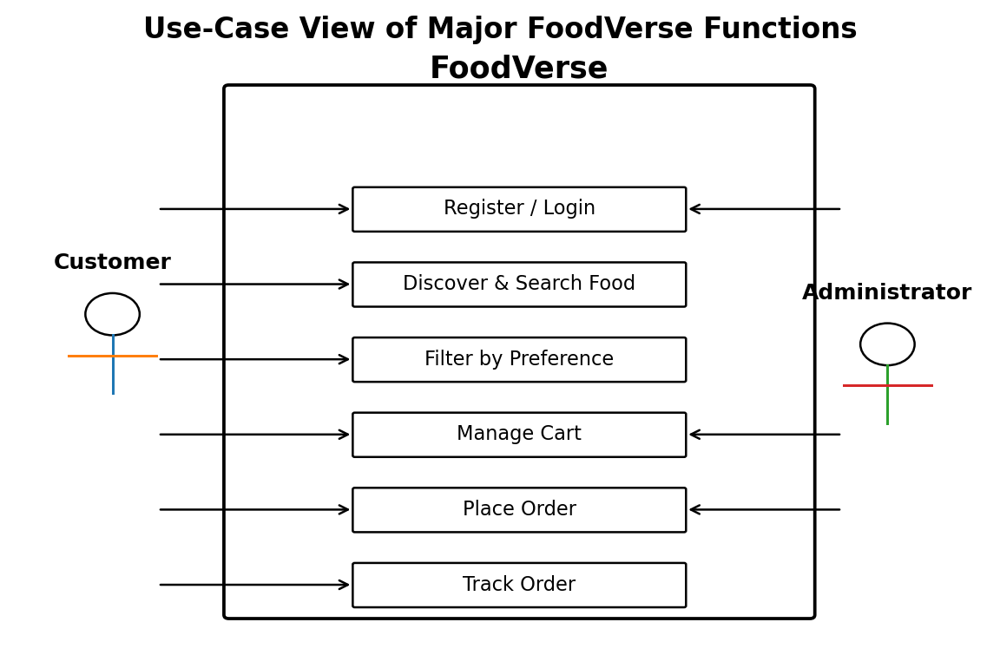 Use-Case View of Major FoodVerse Functions
FoodVerse
Register / Login
Customer
Discover & Search Food
Administrator
Filter by Preference
Manage Cart
Place Order
Track Order